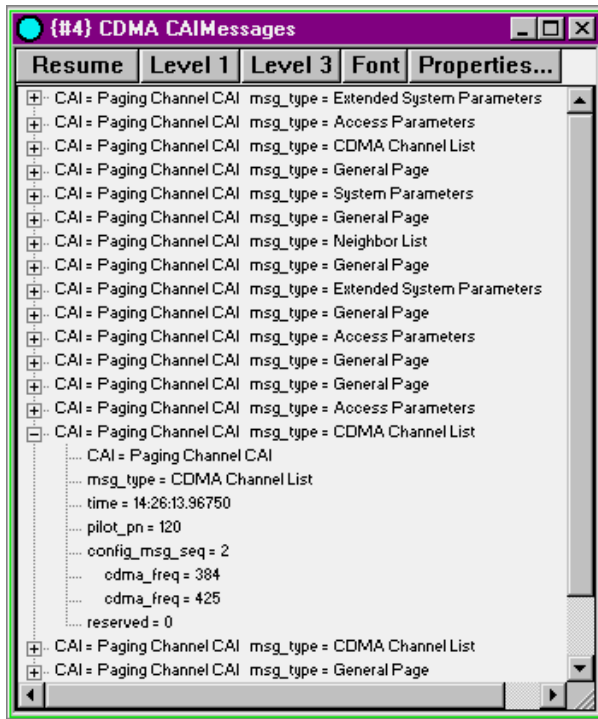 {#4} CDMA CAIMessages
Resume Level 1 Level 3 Font Properties...
CAI = Paging Channel CAI msg_type = Extended System Parameters
CAI = Paging Channel CAI msg_type = Access Parameters
CAI = Paging Channel CAI msg_type = CDMA Channel List
CAI = Paging Channel CAI msg_type = General Page
CAI = Paging Channel CAI msg_type = System Parameters
CAI = Paging Channel CAI msg_type = General Page
CAI = Paging Channel CAI msg_type = Neighbor List
CAI = Paging Channel CAI msg_type = General Page
CAI = Paging Channel CAI msg_type = Extended System Parameters
CAI = Paging Channel CAI msg_type = General Page
CAI = Paging Channel CAI msg_type = Access Parameters
CAI = Paging Channel CAI msg_type = General Page
CAI = Paging Channel CAI msg_type = General Page
CAI = Paging Channel CAI msg_type = Access Parameters
CAI = Paging Channel CAI msg_type = CDMA Channel List
CAI = Paging Channel CAI
msg_type = CDMA Channel List
time = 14:26:13.96750
pilot_pn = 120
config_msg_seq = 2
cdma_freq = 384
cdma_freq = 425
reserved = 0
CAI = Paging Channel CAI msg_type = CDMA Channel List
CAI = Paging Channel CAI msg_type = General Page